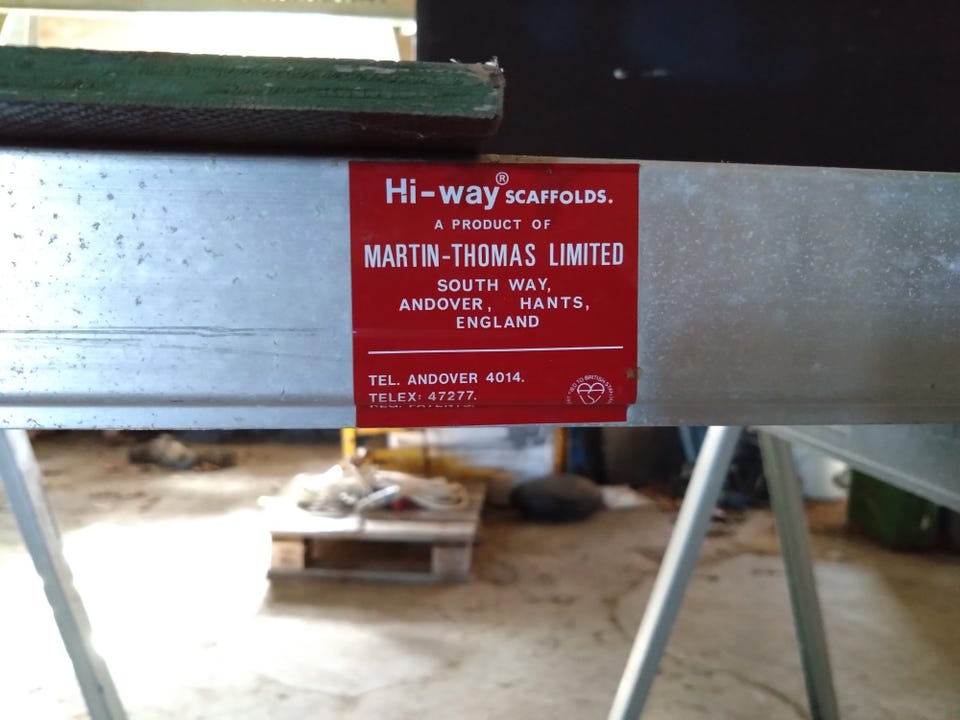 Hi-way® SCAFFOLDS.
A PRODUCT OF
MARTIN-THOMAS LIMITED
SOUTH WAY,
ANDOVER, HANTS,
ENGLAND
TEL. ANDOVER 4014.
TELEX: 47277.